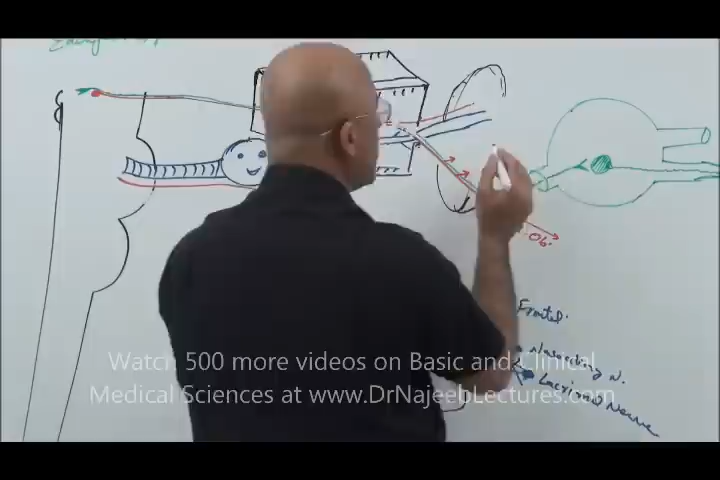 Frontal.
Nasociliary N.
Lacrimal Nerve
Watch 500 more videos on Basic and Clinical
Medical Sciences at www.DrNajeebLectures.com